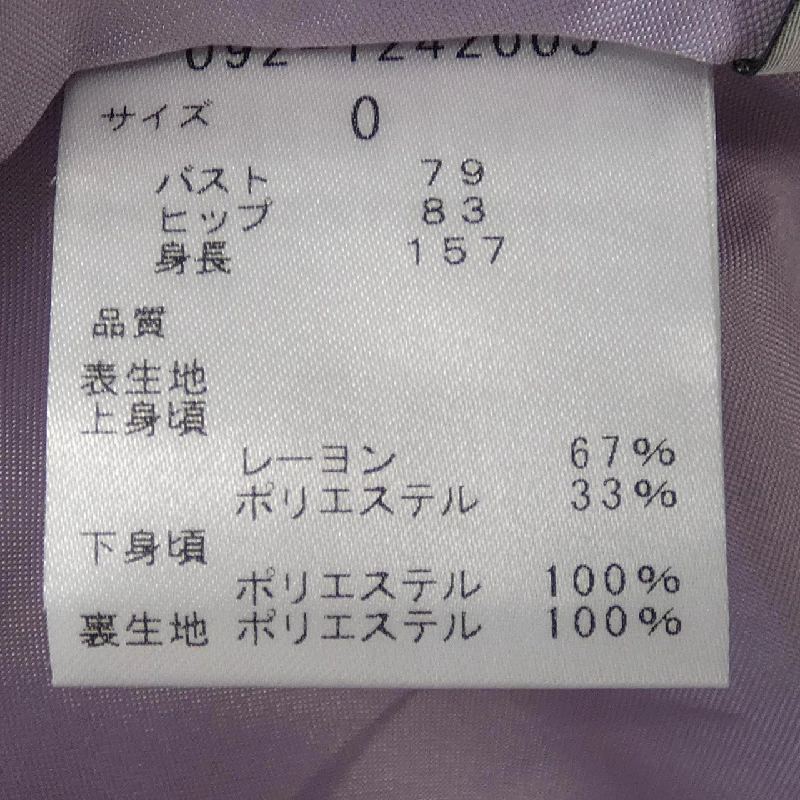 092-1242005
サイズ 0
バスト 79
ヒップ 83
身長 157
品質
表生地
上身頃
レーヨン 67%
ポリエステル 33%
下身頃
ポリエステル 100%
裏生地 ポリエステル 100%